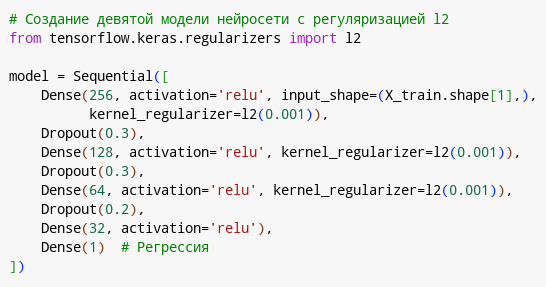 # Создание девятой модели нейросети с регуляризацией l2
from tensorflow.keras.regularizers import l2

model = Sequential([
    Dense(256, activation='relu', input_shape=(X_train.shape[1],),
          kernel_regularizer=l2(0.001)),
    Dropout(0.3),
    Dense(128, activation='relu', kernel_regularizer=l2(0.001)),
    Dropout(0.3),
    Dense(64, activation='relu', kernel_regularizer=l2(0.001)),
    Dropout(0.2),
    Dense(32, activation='relu'),
    Dense(1)  # Регрессия
])